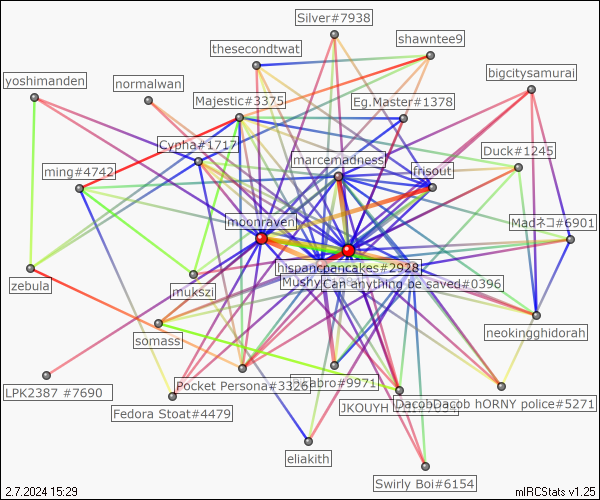 Silver#7938
shawntee9
thesecondtwat
bigcitysamurai
yoshimanden
normalwan
Majestic#3375
Eg.Master#1378
Cypha#1717
Duck#1245
marcemadness
ming#4742
frisout
moonraven
Madネコ#6901
hispancpancakes#2928
zebula
Mushy
Can anything be saved#0396
mukszi
neokingghidorah
somass
LPK2387 #7690
Pocket Persona#3326
#9971
JKOUYH
DacobDacob hORNY police#5271
Fedora Stoat#4479
eliakith
Swirly Boi#6154
2.7.2024 15:29
mIRCStats v1.25